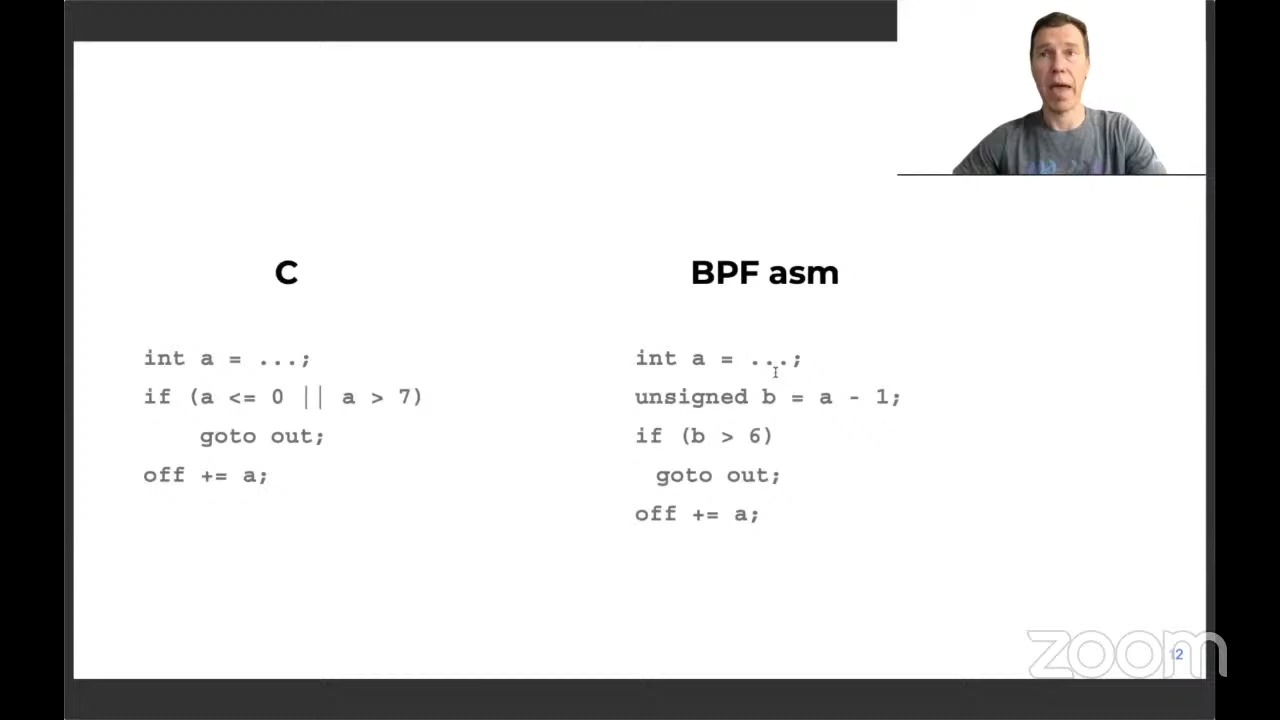 C
int a = ...;
if (a <= 0 || a > 7)
goto out;
off += a;
BPF asm
int a = ...;
unsigned b = a - 1;
if (b > 6)
goto out;
off += a;
zoom
12